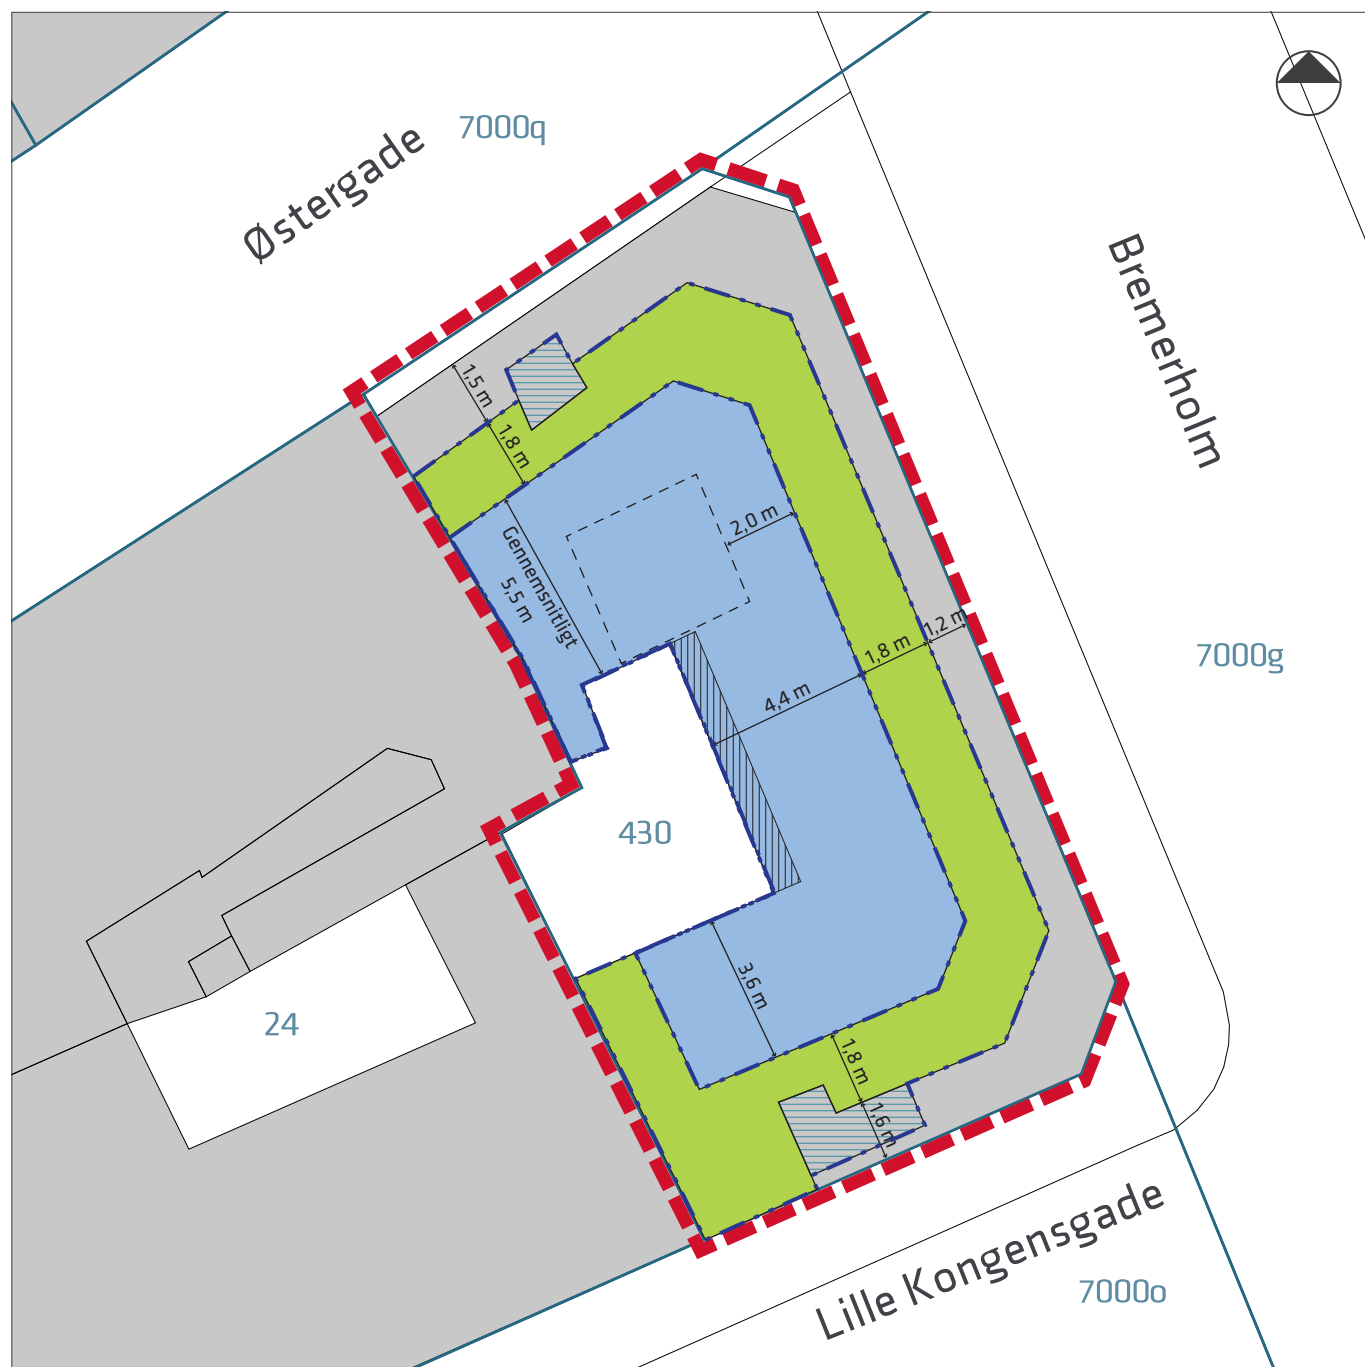 7000q
Østergade
Bremerholm
1,5 m
1,8 m
2,0 m
Gennemsnitligt
5,5 m
1,2 m
1,8 m
7000g
4,4 m
430
3,6 m
24
1,8 m
1,6 m
Lille Kongensgade
7000o